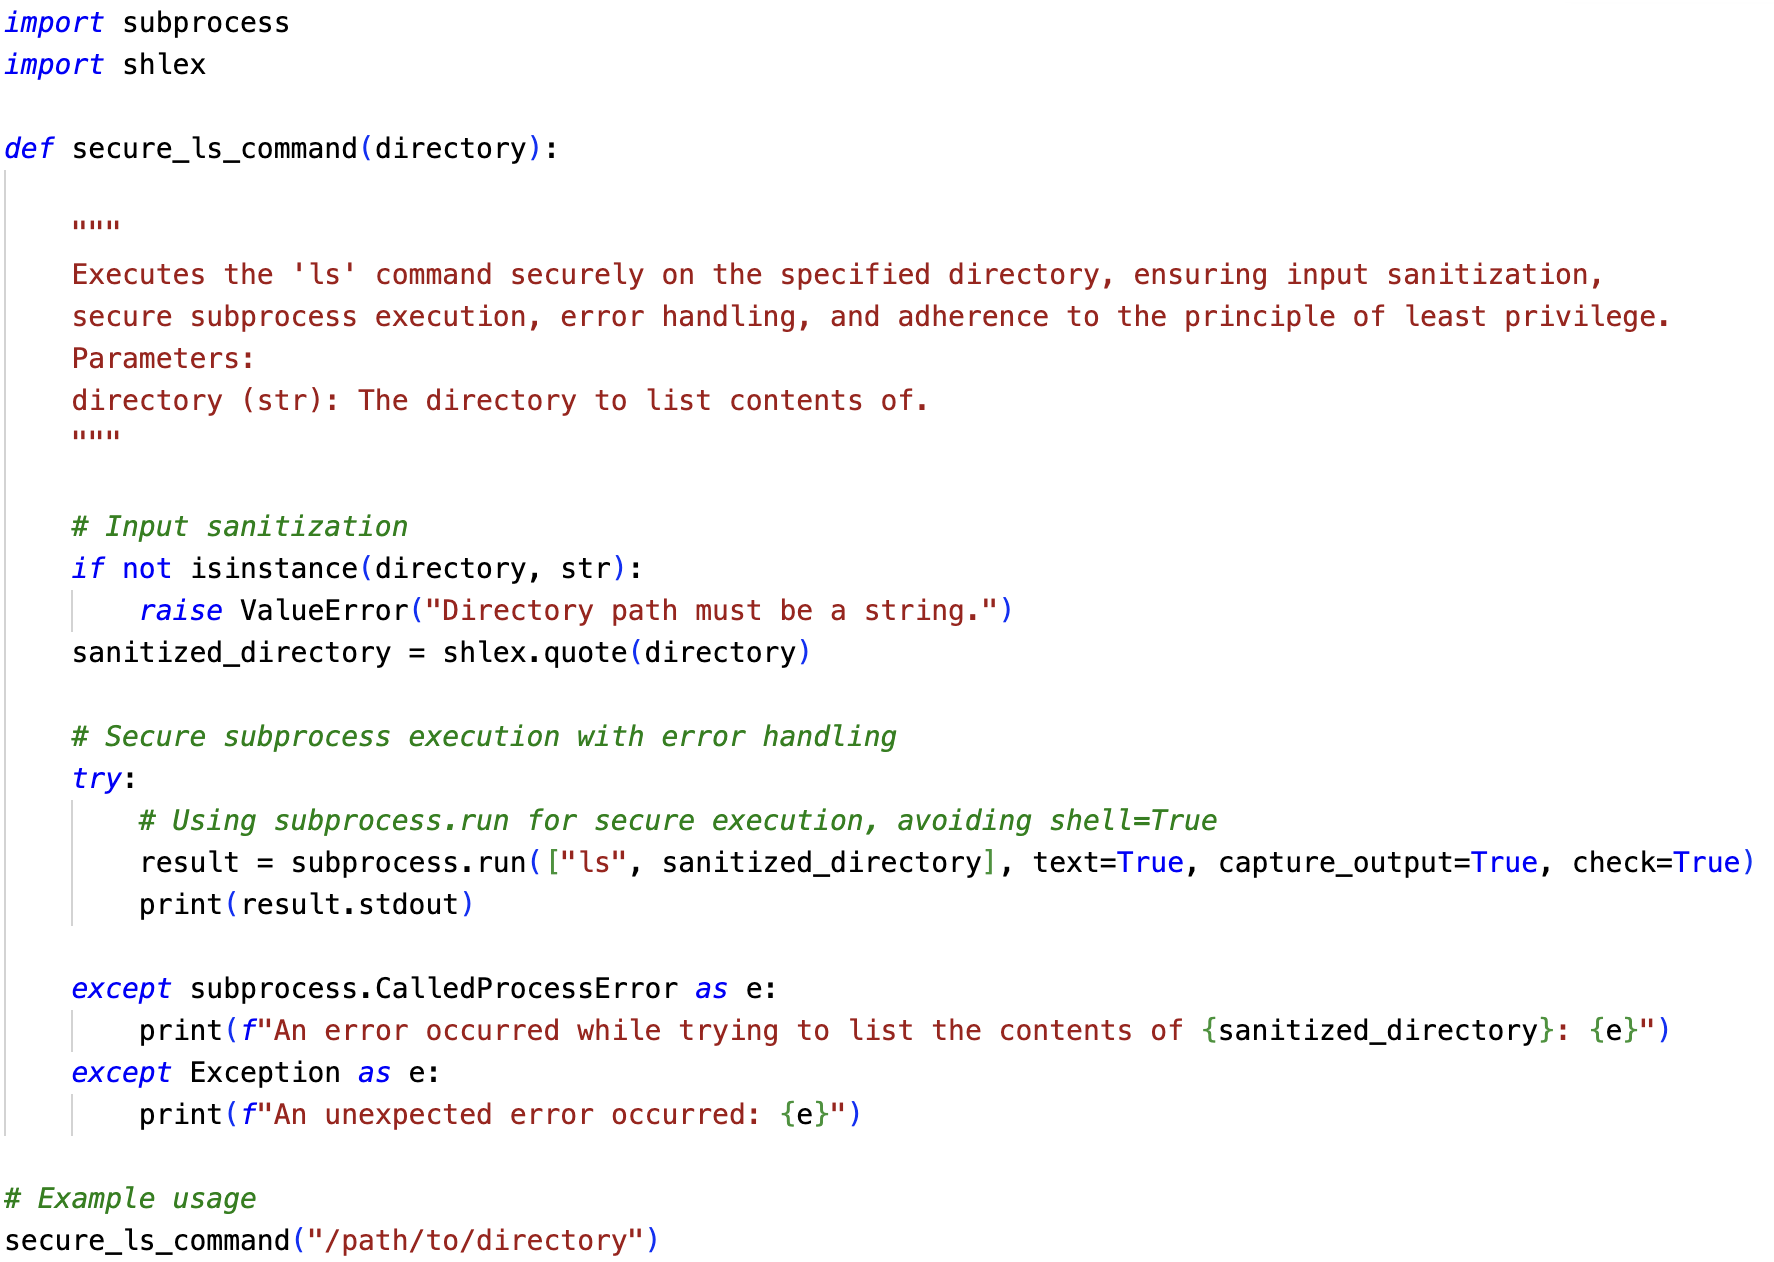 import subprocess
import shlex

def secure_ls_command(directory):

    """
    Executes the 'ls' command securely on the specified directory, ensuring input sanitization,
    secure subprocess execution, error handling, and adherence to the principle of least privilege.
    Parameters:
    directory (str): The directory to list contents of.
    """

    # Input sanitization
    if not isinstance(directory, str):
        raise ValueError("Directory path must be a string.")
    sanitized_directory = shlex.quote(directory)

    # Secure subprocess execution with error handling
    try:
        # Using subprocess.run for secure execution, avoiding shell=True
        result = subprocess.run(["ls", sanitized_directory], text=True, capture_output=True, check=True)
        print(result.stdout)

    except subprocess.CalledProcessError as e:
        print(f"An error occurred while trying to list the contents of {sanitized_directory}: {e}")
    except Exception as e:
        print(f"An unexpected error occurred: {e}")

# Example usage
secure_ls_command("/path/to/directory")